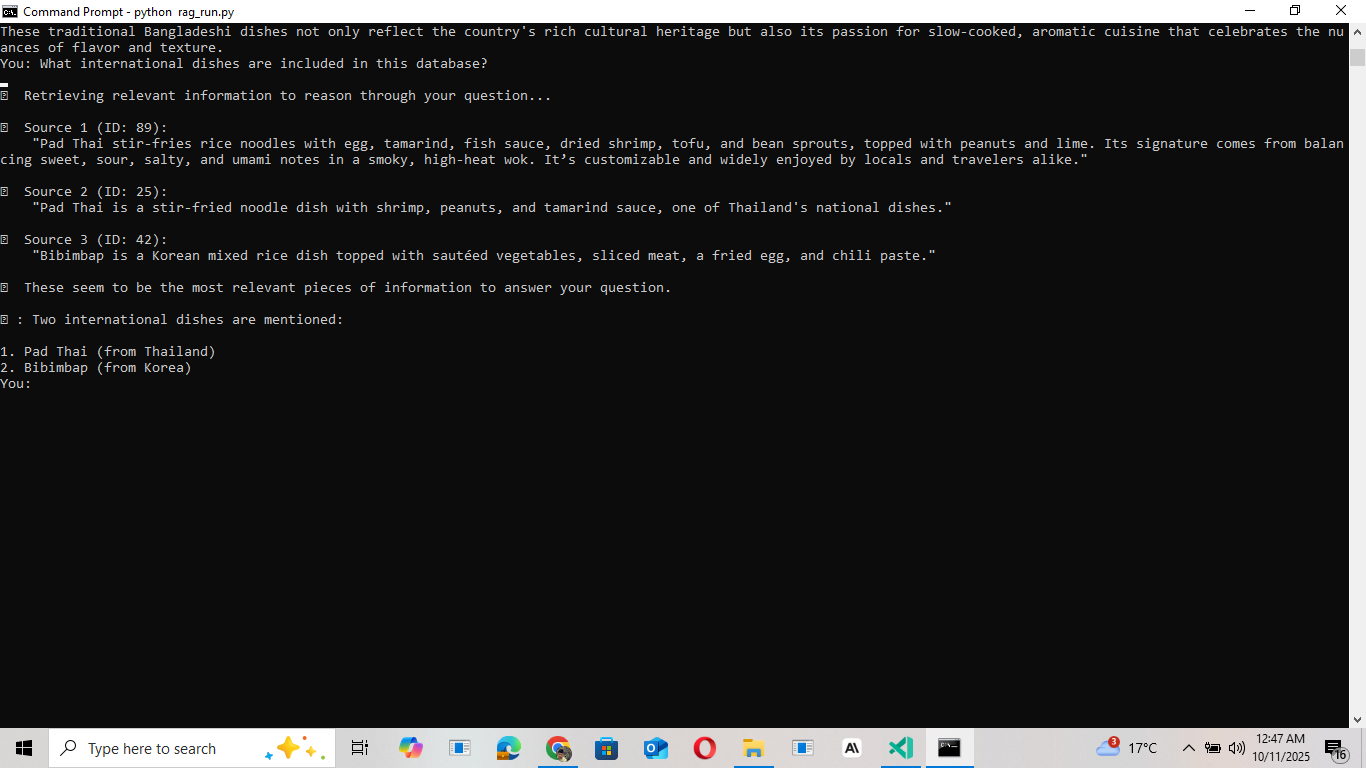 Command Prompt - python  rag_run.py
These traditional Bangladeshi dishes not only reflect the country's rich cultural heritage but also its passion for slow-cooked, aromatic cuisine that celebrates the nu
ances of flavor and texture.
You: What international dishes are included in this database?
Retrieving relevant information to reason through your question...
Source 1 (ID: 89):
"Pad Thai stir-fries rice noodles with egg, tamarind, fish sauce, dried shrimp, tofu, and bean sprouts, topped with peanuts and lime. Its signature comes from balan
cing sweet, sour, salty, and umami notes in a smoky, high-heat wok. It’s customizable and widely enjoyed by locals and travelers alike."
Source 2 (ID: 25):
"Pad Thai is a stir-fried noodle dish with shrimp, peanuts, and tamarind sauce, one of Thailand's national dishes."
Source 3 (ID: 42):
"Bibimbap is a Korean mixed rice dish topped with sautéed vegetables, sliced meat, a fried egg, and chili paste."
These seem to be the most relevant pieces of information to answer your question.
: Two international dishes are mentioned:
1. Pad Thai (from Thailand)
2. Bibimbap (from Korea)
You:
Type here to search
3
17°C
12:47 AM
10/11/2025
16